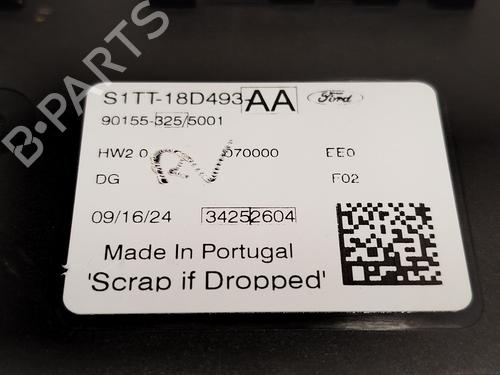 B-PARTS
S1TT-18D493-AA Ford
90155-325/5001
HW2 0 070000 EE0
DG RV F02
09/16/24 34252604
Made In Portugal
'Scrap if Dropped'